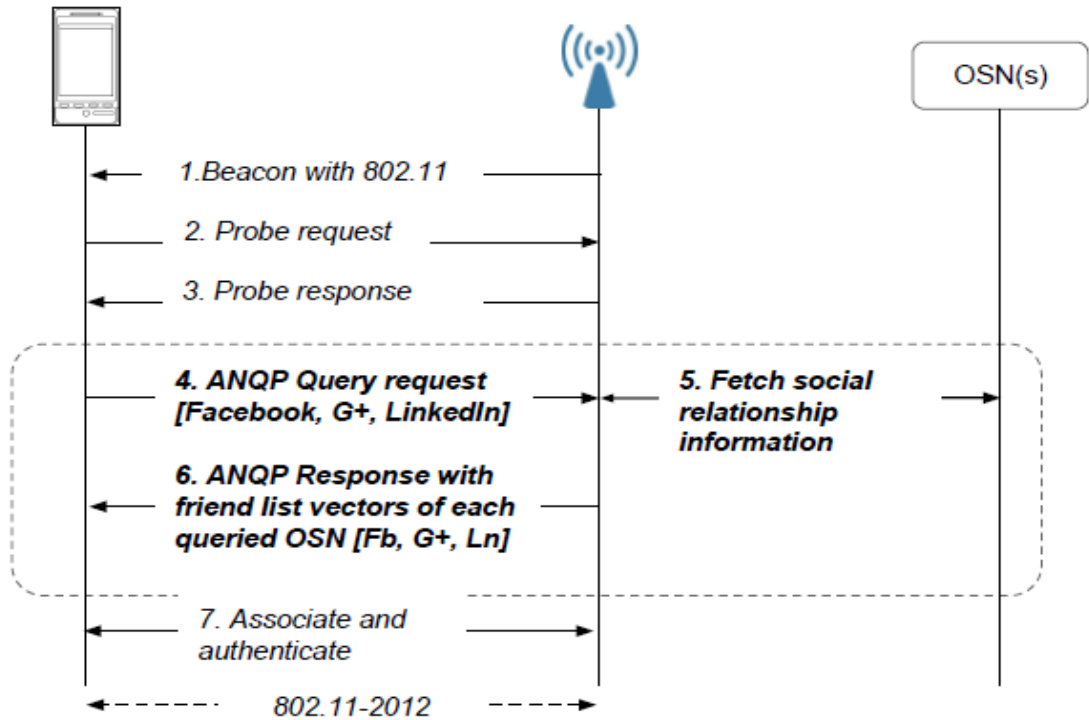 OSN(s)
1.Beacon with 802.11
2. Probe request
3. Probe response
4. ANQP Query request
[Facebook, G+, LinkedIn]
5. Fetch social
relationship
information
6. ANQP Response with
friend list vectors of each
queried OSN [Fb, G+, Ln]
7. Associate and
authenticate
802.11-2012